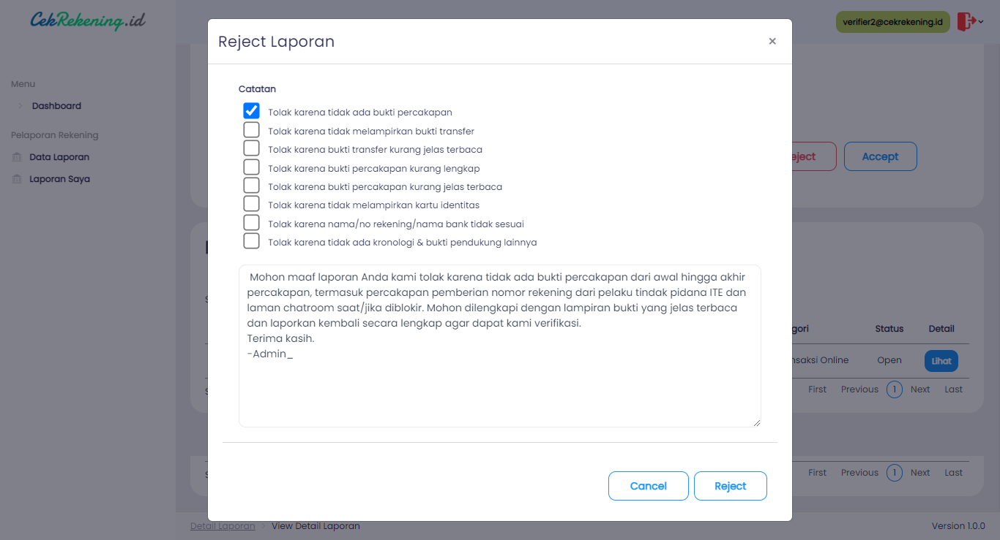 CekRekening.id
verifier2@cekrekening.id
Menu
Dashboard
Pelaporan Rekening
Data Laporan
Laporan Saya
Reject Laporan
×
Catatan
Tolak karena tidak ada bukti percakapan
Tolak karena tidak melampirkan bukti transfer
Tolak karena bukti transfer kurang jelas terbaca
Tolak karena bukti percakapan kurang lengkap
Tolak karena bukti percakapan kurang jelas terbaca
Tolak karena tidak melampirkan kartu identitas
Tolak karena nama/no rekening/nama bank tidak sesuai
Tolak karena tidak ada kronologi & bukti pendukung lainnya
Mohon maaf laporan Anda kami tolak karena tidak ada bukti percakapan dari awal hingga akhir
percakapan, termasuk percakapan pemberian nomor rekening dari pelaku tindak pidana ITE dan
laman chatroom saat/jika diblokir. Mohon dilengkapi dengan lampiran bukti yang jelas terbaca
dan laporkan kembali secara lengkap agar dapat kami verifikasi.
Terima kasih.
-Admin_
Cancel Reject
eject Accept
gori Status Detail
nsaksi Online Open Lihat
First Previous 1 Next Last
First Previous 1 Next Last
Detail Laporan > View Detail Laporan
Version 1.0.0